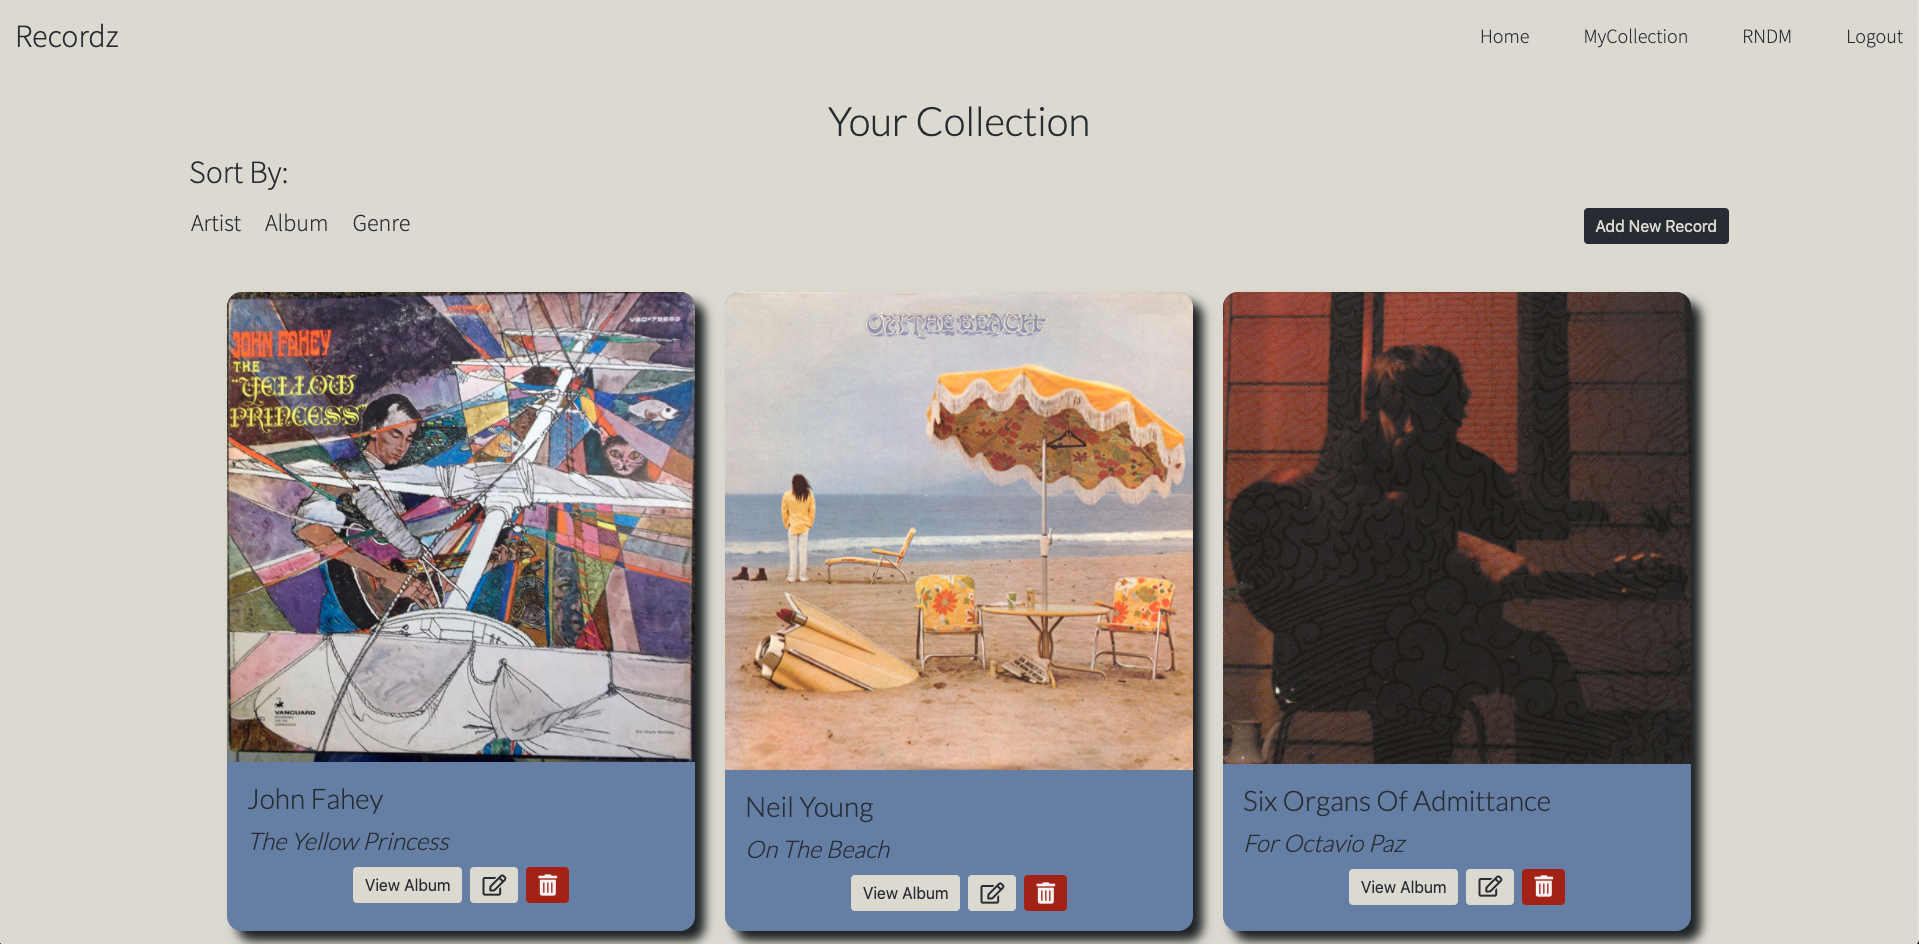 Recordz
Home MyCollection RNDM Logout
Your Collection
Sort By:
Artist Album Genre
Add New Record
JOHN FAHEY
THE
"YELLOW
PRINCESS"
VSD•79293
VANGUARD
ON THE BEACH
John Fahey
The Yellow Princess
View Album
Neil Young
On The Beach
View Album
Six Organs Of Admittance
For Octavio Paz
View Album